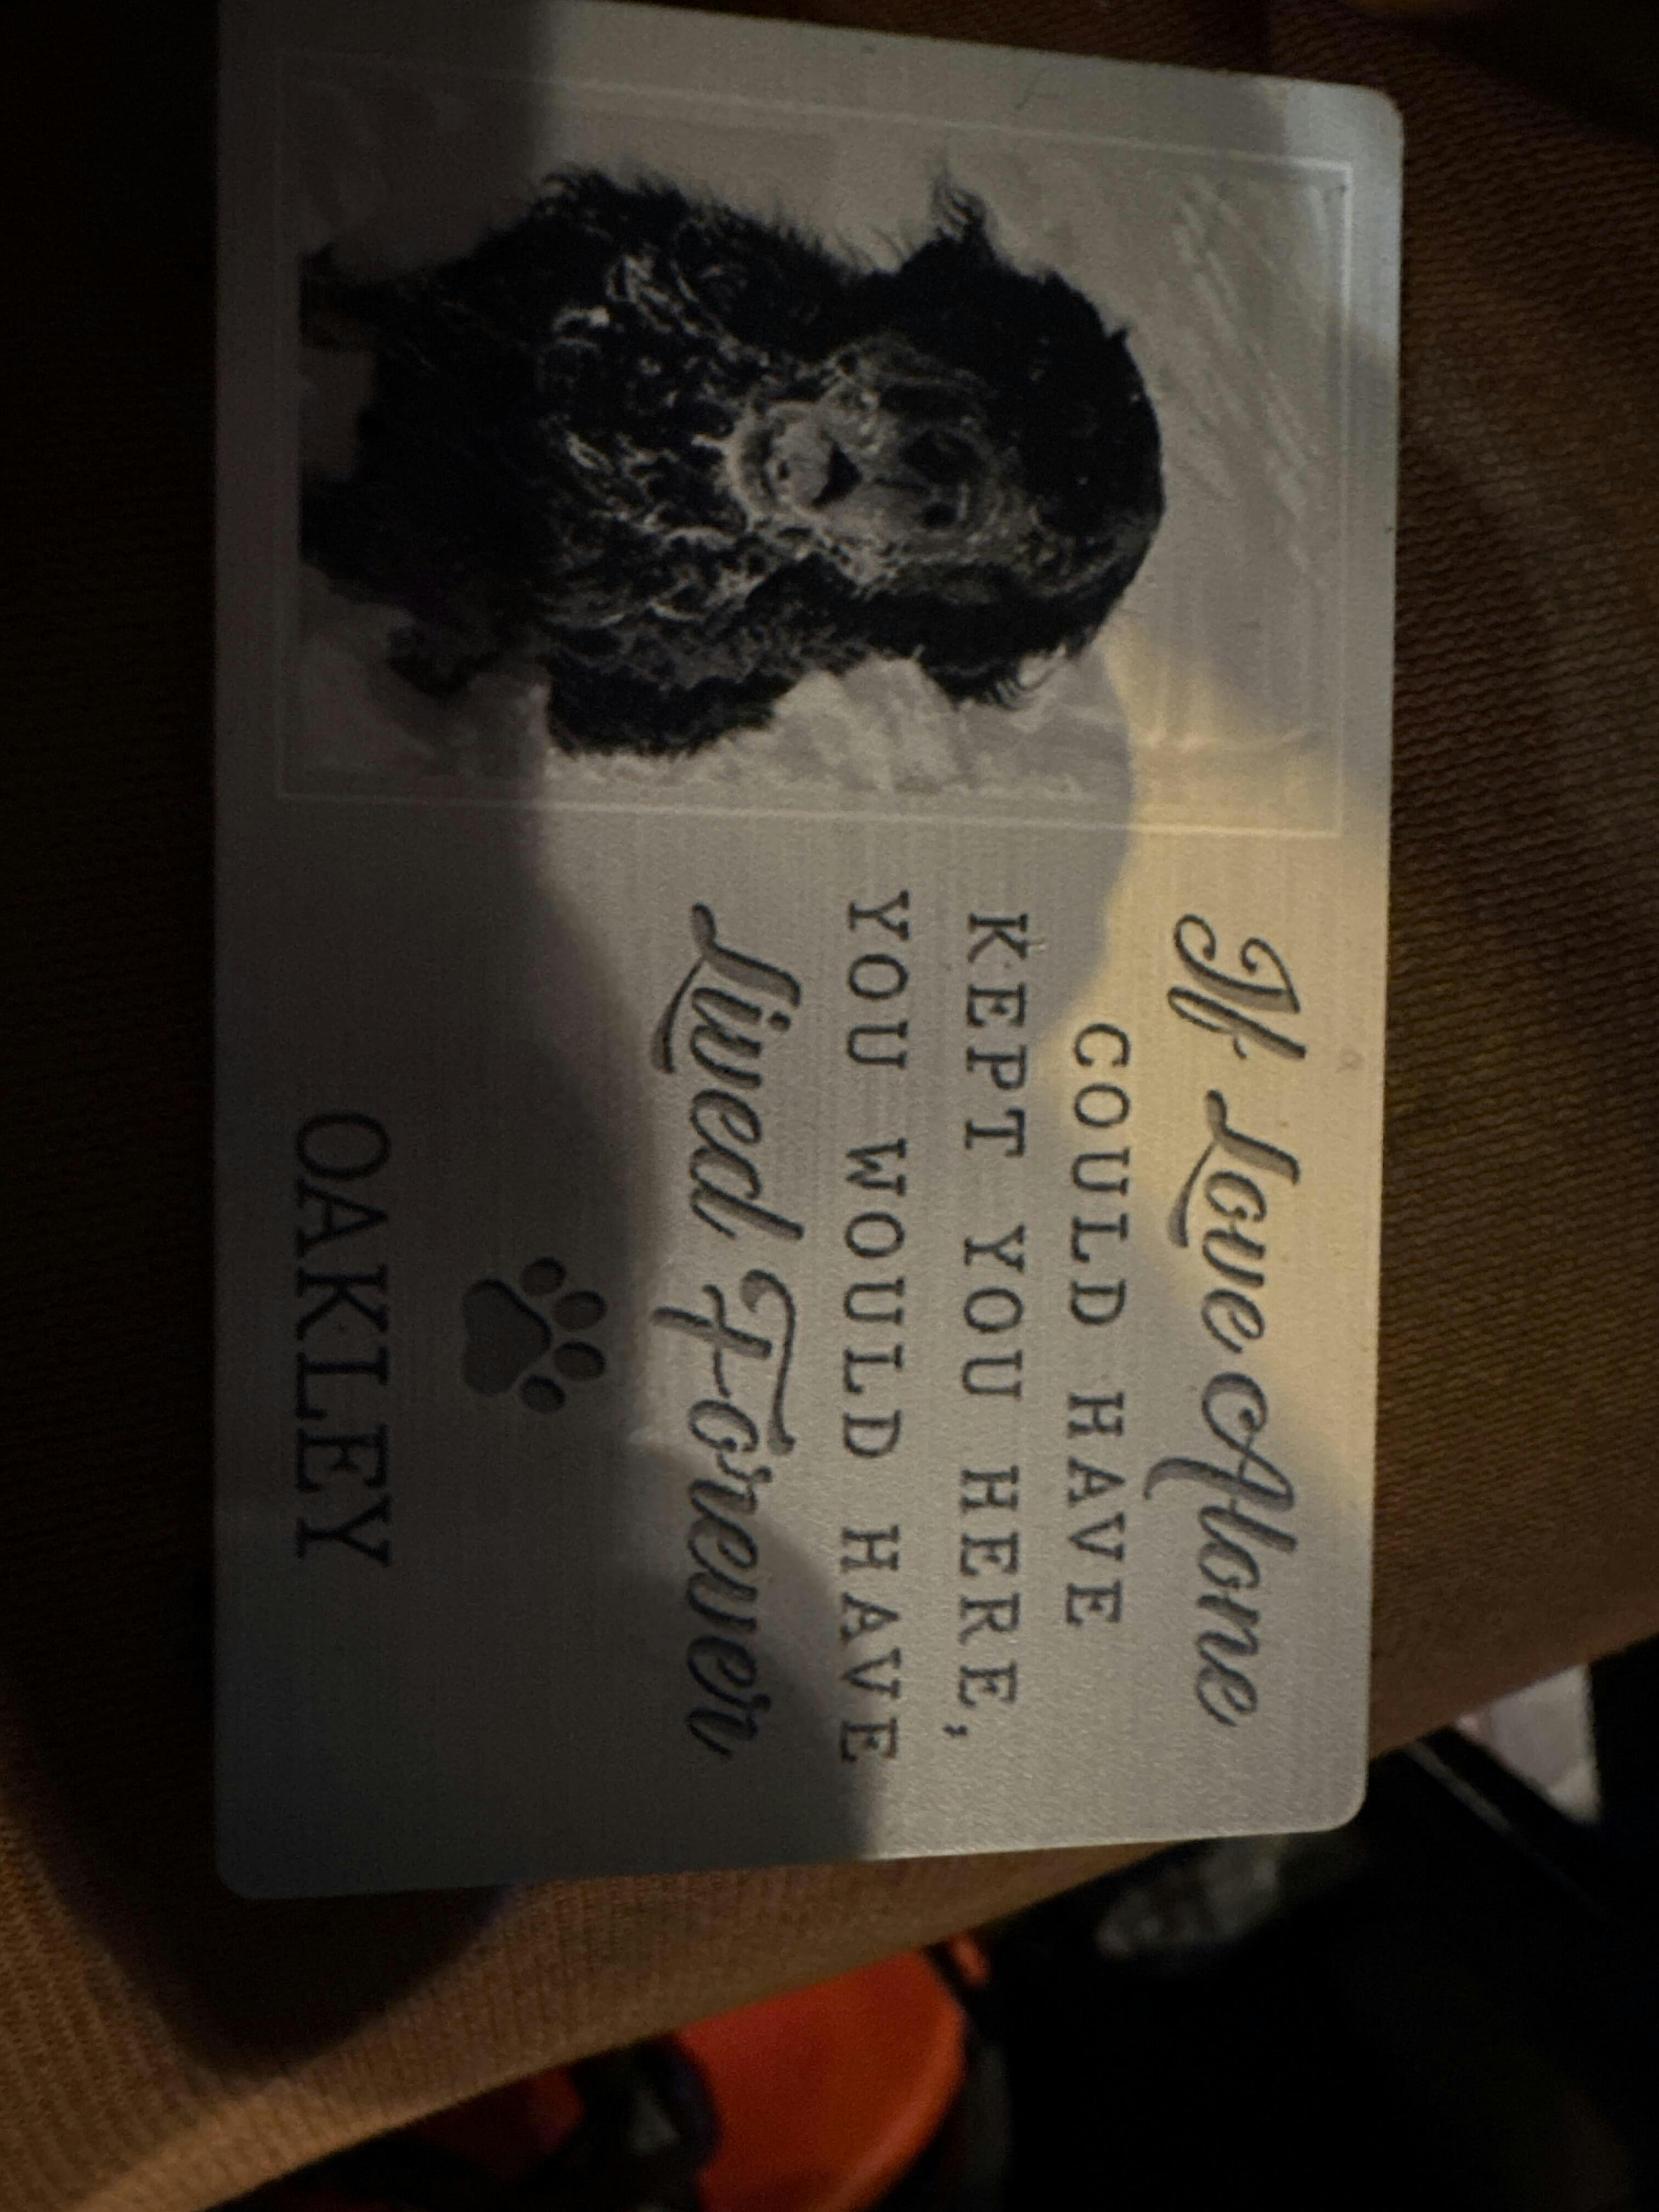 If Love Alone
COULD HAVE
KEPT YOU HERE,
YOU WOULD HAVE
Lived Forever
OAKLEY